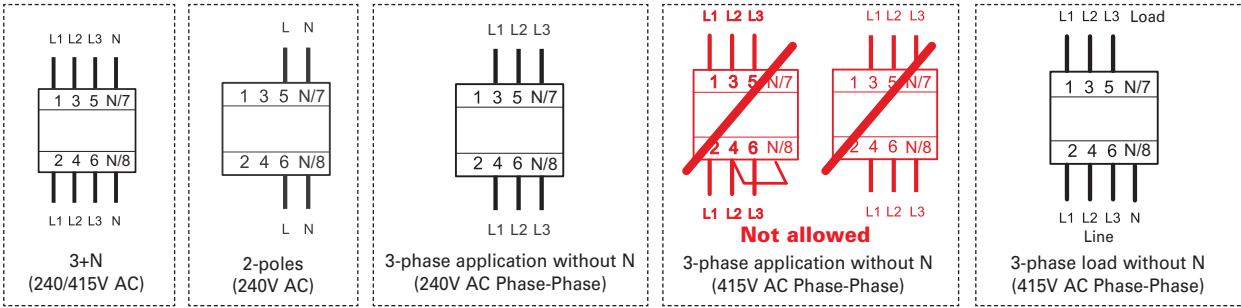 L1 L2 L3 N
1 3 5 N/7
2 4 6 N/8
L1 L2 L3 N
3+N
(240/415V AC)
L N
1 3 5 N/7
2 4 6 N/8
L N
2-poles
(240V AC)
L1 L2 L3
1 3 5 N/7
2 4 6 N/8
L1 L2 L3
3-phase application without N
(240V AC Phase-Phase)
L1 L2 L3
1 3 5 N/7
2 4 6 N/8
L1 L2 L3
L1 L2 L3
1 3 5 N/7
2 4 6 N/8
L1 L2 L3
Not allowed
3-phase application without N
(415V AC Phase-Phase)
L1 L2 L3 Load
1 3 5 N/7
2 4 6 N/8
L1 L2 L3 N
Line
3-phase load without N
(415V AC Phase-Phase)